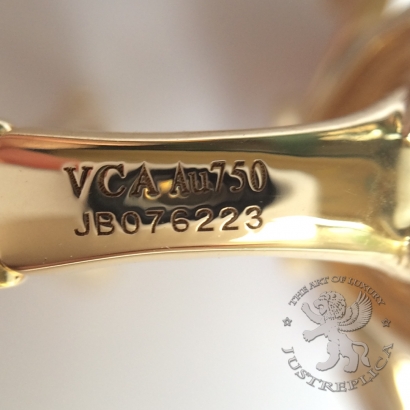 VCA Au750
JB076223
THE ART OF LUXURY
JUSTREPLICA